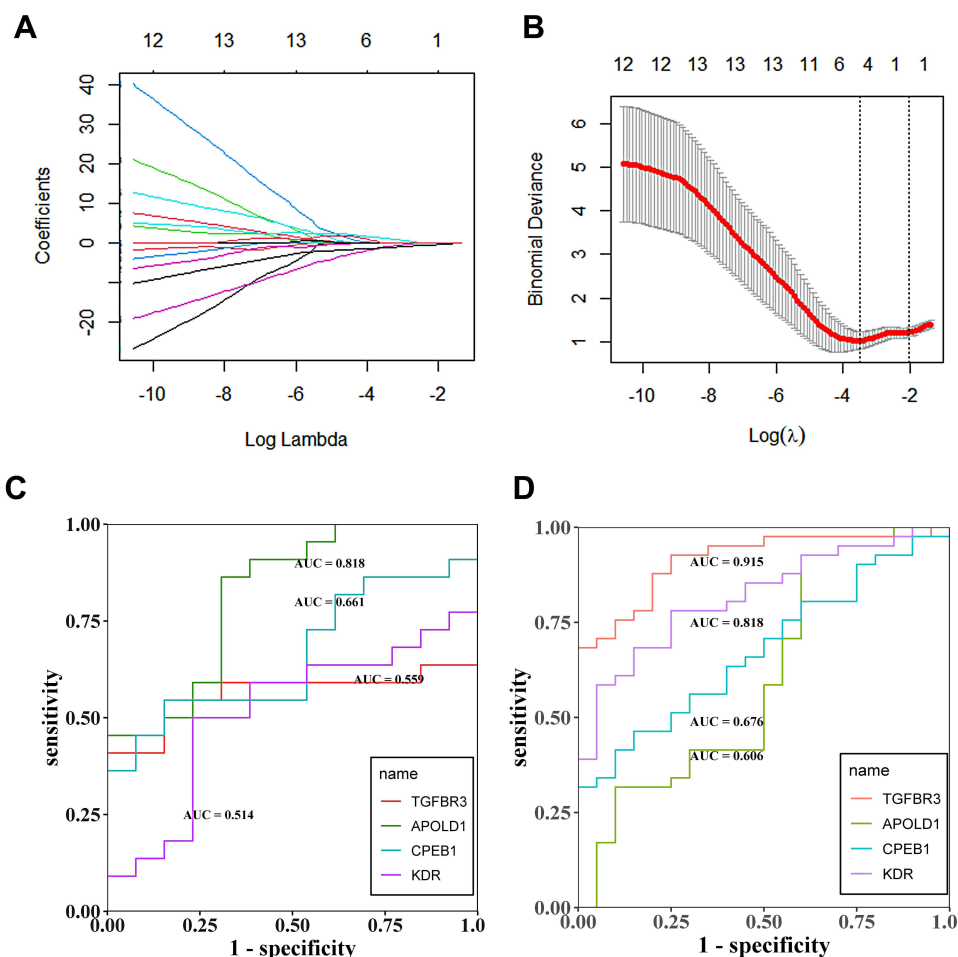 A
12 13 13 6 1
40
30
20
10
0
-20
Coefficients
-10 -8 -6 -4 -2
Log Lambda
B
12 12 13 13 13 11 6 4 1 1
6
5
4
3
2
1
Binomial Deviance
-10 -8 -6 -4 -2
Log(λ)
C
1.00
0.75
0.50
0.25
0.00
sensitivity
AUC = 0.818
AUC = 0.661
AUC = 0.559
AUC = 0.514
name
TGFBR3
APOLD1
CPEB1
KDR
0.00 0.25 0.50 0.75 1.0
1 - specificity
D
1.00
0.75
0.50
0.25
0.00
sensitivity
AUC = 0.915
AUC = 0.818
AUC = 0.676
AUC = 0.606
name
TGFBR3
APOLD1
CPEB1
KDR
0.00 0.25 0.50 0.75 1.0
1 - specificity